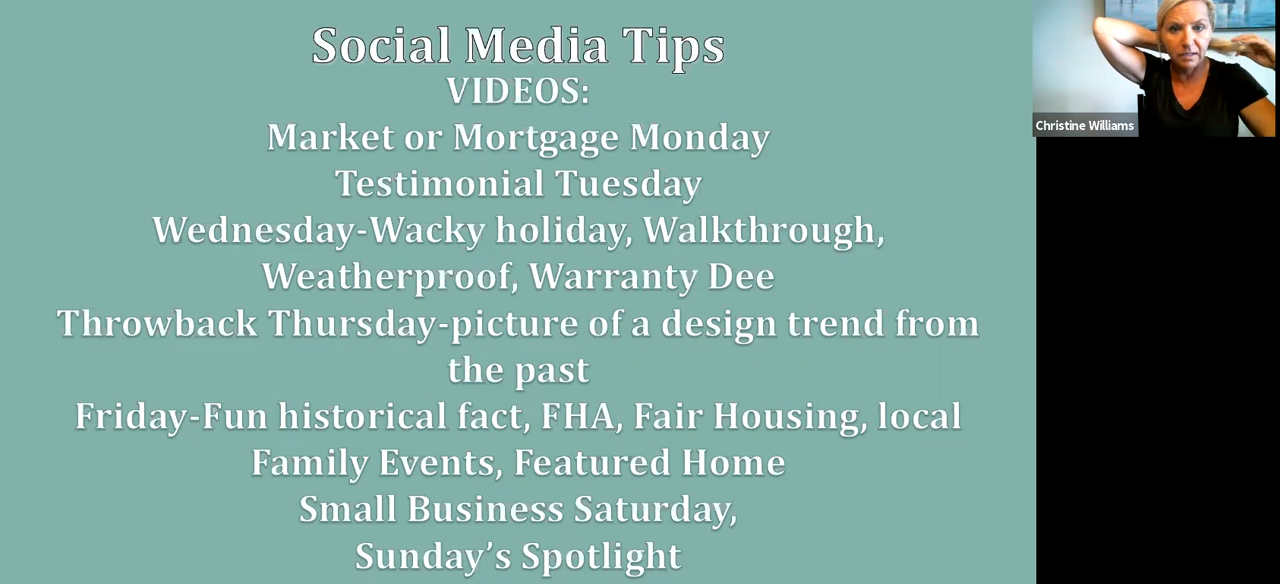 Social Media Tips
VIDEOS:
Market or Mortgage Monday
Testimonial Tuesday
Wednesday-Wacky holiday, Walkthrough,
Weatherproof, Warranty Dee
Throwback Thursday-picture of a design trend from
the past
Friday-Fun historical fact, FHA, Fair Housing, local
Family Events, Featured Home
Small Business Saturday,
Sunday’s Spotlight
Christine Williams